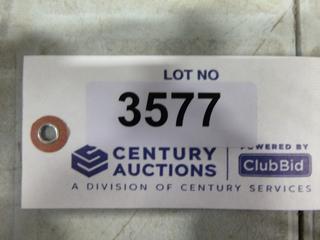 LOT NO
3577
CENTURY AUCTIONS
POWERED BY
ClubBid
A DIVISION OF CENTURY SERVICES